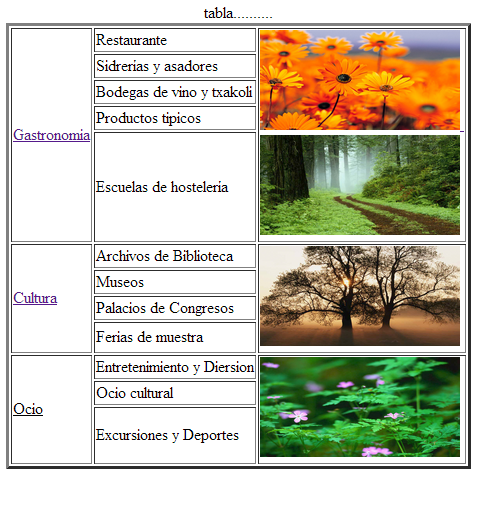 tabla..........
Gastronomia
Restaurante
Sidrerias y asadores
Bodegas de vino y txakoli
Productos tipicos
Escuelas de hosteleria
Cultura
Archivos de Biblioteca
Museos
Palacios de Congresos
Ferias de muestra
Ocio
Entretenimiento y Diersion
Ocio cultural
Excursiones y Deportes